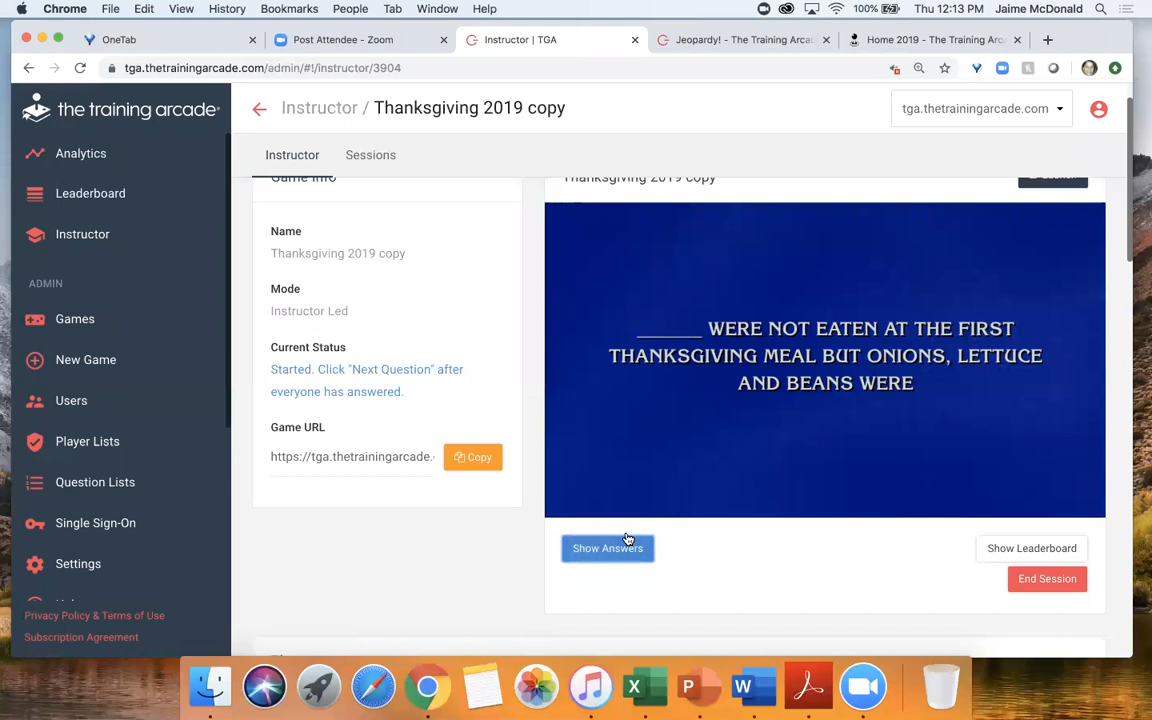 Chrome File Edit View History Bookmarks People Tab Window Help 100% Thu 12:13 PM Jaime McDonald
OneTab
Post Attendee - Zoom
Instructor | TGA
Jeopardy! - The Training Arca
Home 2019 - The Training Arc
tga.thetrainingarcade.com/admin/#!/instructor/3904
the training arcade
Instructor / Thanksgiving 2019 copy
tga.thetrainingarcade.com
Analytics
Leaderboard
Instructor
ADMIN
Games
New Game
Users
Player Lists
Question Lists
Single Sign-On
Settings
Privacy Policy & Terms of Use
Subscription Agreement
Instructor Sessions
Game Info
Name
Thanksgiving 2019 copy
Mode
Instructor Led
Current Status
Started. Click "Next Question" after
everyone has answered.
Game URL
https://tga.thetrainingarcade.
Copy
Thanksgiving 2019 copy
______ WERE NOT EATEN AT THE FIRST
THANKSGIVING MEAL BUT ONIONS, LETTUCE
AND BEANS WERE
Show Answers
Show Leaderboard
End Session